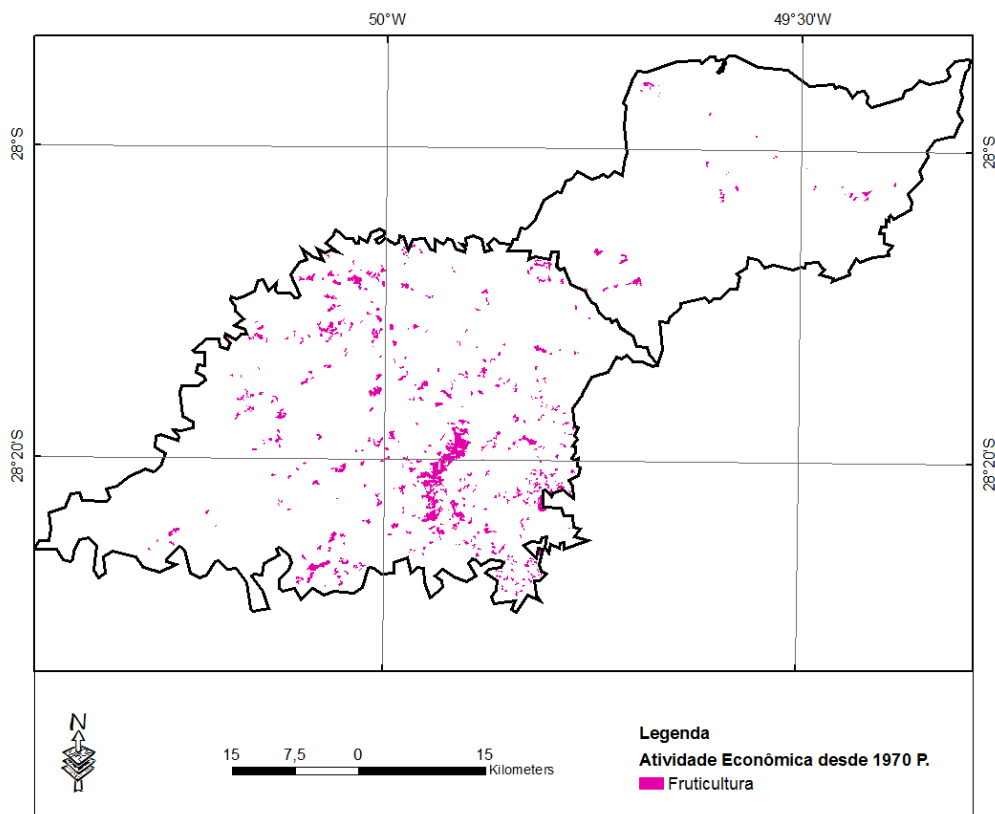 50°W
49°30'W
28°S
28°S
28°20'S
28°20'S
N
15
7,5
0
15
Kilometers
Legenda
Atividade Econômica desde 1970 P.
Fruticultura